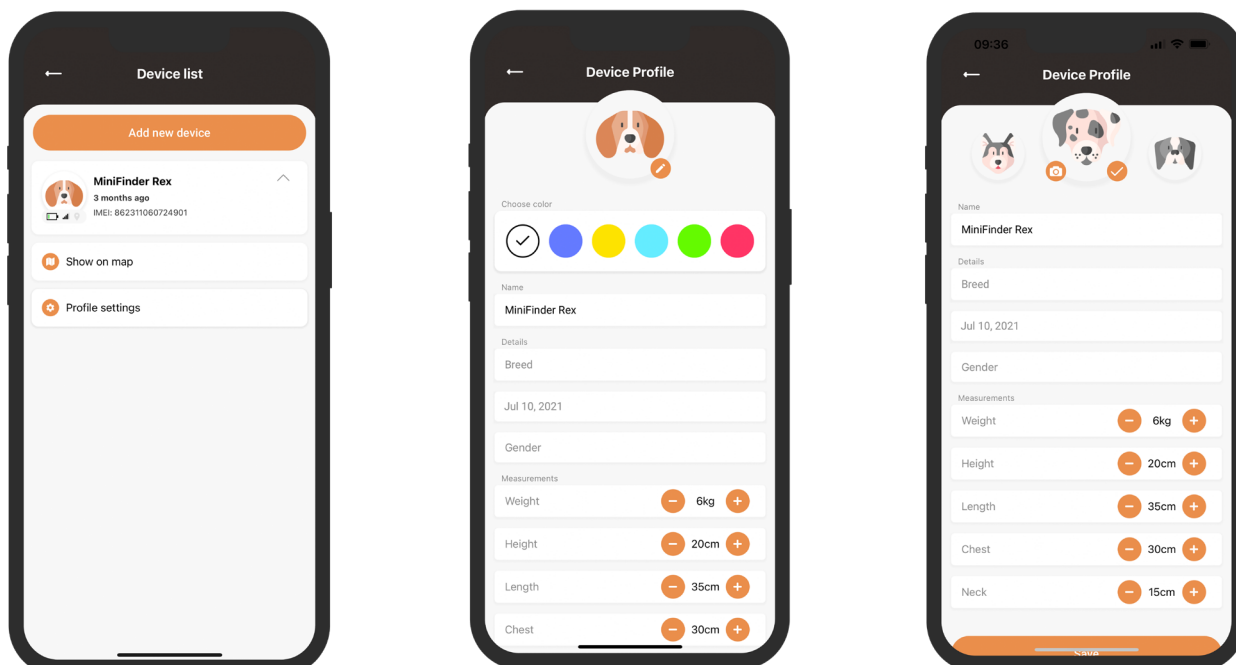 Device list
Add new device
MiniFinder Rex
3 months ago
IMEI: 862311060724901
Show on map
Profile settings
Device Profile
Choose color
Name
MiniFinder Rex
Details
Breed
Jul 10, 2021
Gender
Measurements
Weight 6kg
Height 20cm
Length 35cm
Chest 30cm
09:36
Device Profile
Name
MiniFinder Rex
Details
Breed
Jul 10, 2021
Gender
Measurements
Weight 6kg
Height 20cm
Length 35cm
Chest 30cm
Neck 15cm
Save